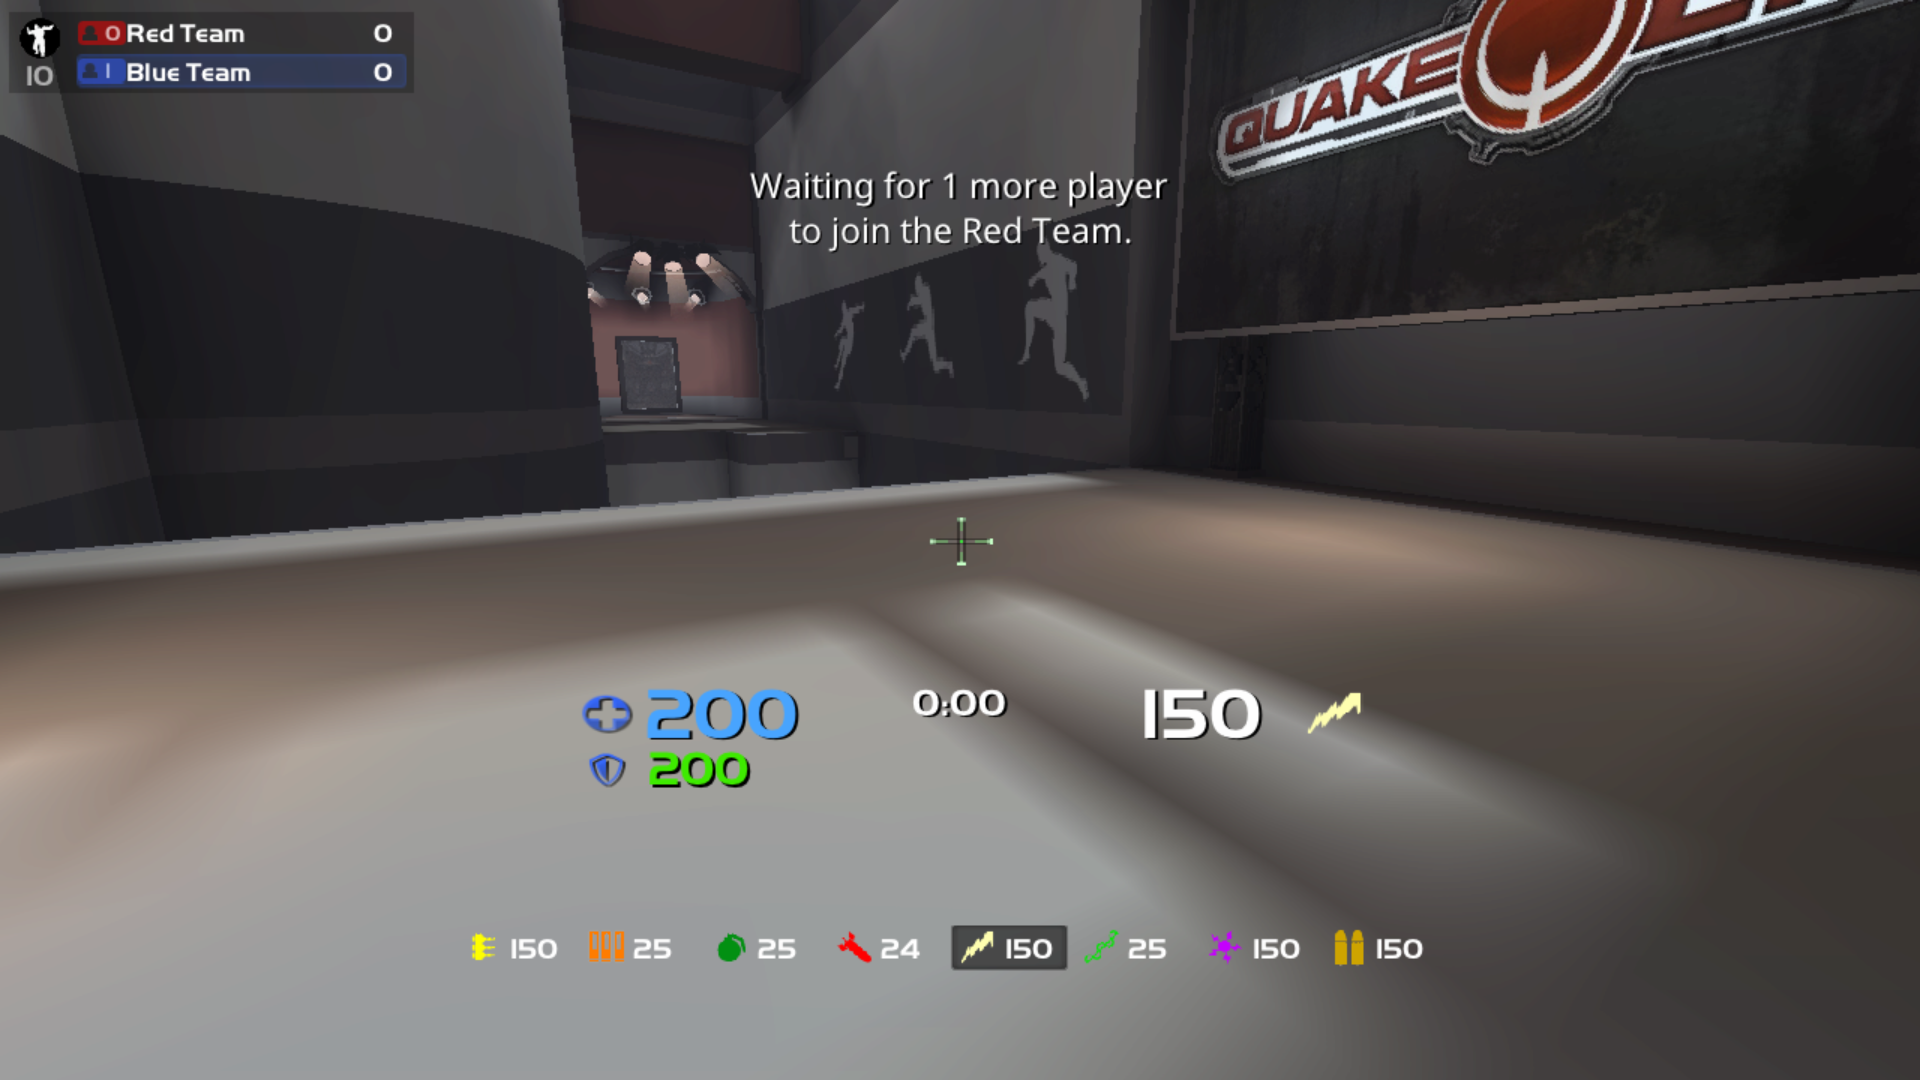 0 Red Team 0
10
1 Blue Team 0
QUAKE
Waiting for 1 more player
to join the Red Team.
200 0:00 150
200
150 25 25 24 150 25 150 150